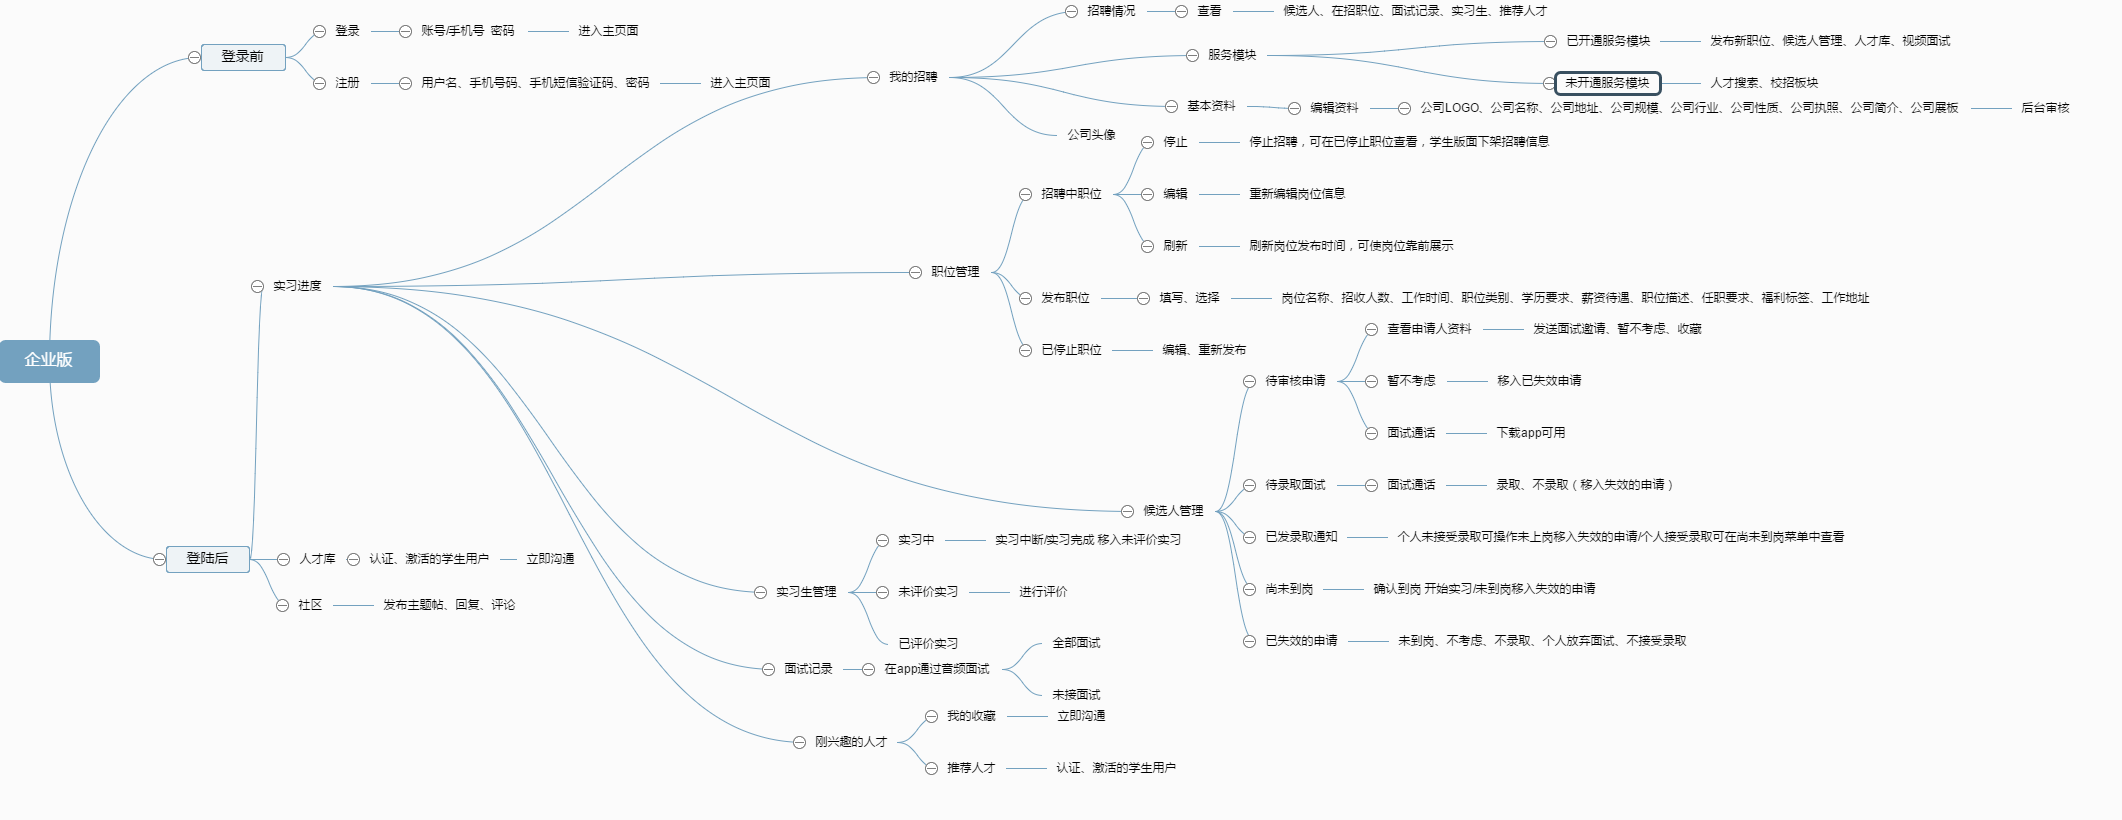 企业版
登录前
登录
账号/手机号 密码
进入主页面
注册
用户名、手机号码、手机短信验证码、密码
进入主页面
登陆后
实习进度
我的招聘
招聘情况
查看
候选人、在招职位、面试记录、实习生、推荐人才
服务模块
已开通服务模块
发布新职位、候选人管理、人才库、视频面试
未开通服务模块
人才搜索、校招板块
基本资料
编辑资料
公司LOGO、公司名称、公司地址、公司规模、公司行业、公司性质、公司执照、公司简介、公司展板
后台审核
公司头像
职位管理
招聘中职位
停止
停止招聘，可在已停止职位查看，学生版面下架招聘信息
编辑
重新编辑岗位信息
刷新
刷新岗位发布时间，可使岗位靠前展示
发布职位
填写、选择
岗位名称、招收人数、工作时间、职位类别、学历要求、薪资待遇、职位描述、任职要求、福利标签、工作地址
已停止职位
编辑、重新发布
候选人管理
待审核申请
查看申请人资料
发送面试邀请、暂不考虑、收藏
暂不考虑
移入已失效申请
面试通话
下载app可用
待录取面试
面试通话
录取、不录取（移入失效的申请）
已发录取通知
个人未接受录取可操作未上岗移入失效的申请/个人接受录取可在尚未到岗菜单中查看
尚未到岗
确认到岗 开始实习/未到岗移入失效的申请
已失效的申请
未到岗、不考虑、不录取、个人放弃面试、不接受录取
实习生管理
实习中
实习中断/实习完成 移入未评价实习
未评价实习
进行评价
已评价实习
面试记录
在app通过音频面试
全部面试
未接面试
刚兴趣的人才
我的收藏
立即沟通
推荐人才
认证、激活的学生用户
人才库
认证、激活的学生用户
立即沟通
社区
发布主题帖、回复、评论